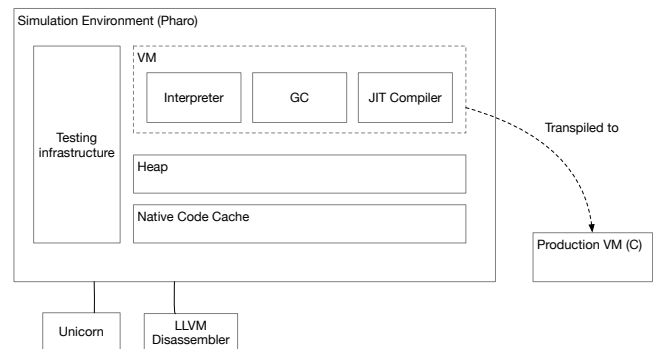 Simulation Environment (Pharo)
VM
Interpreter
GC
JIT Compiler
Testing
infrastructure
Transpiled to
Heap
Native Code Cache
Production VM (C)
Unicorn
LLVM
Disassembler